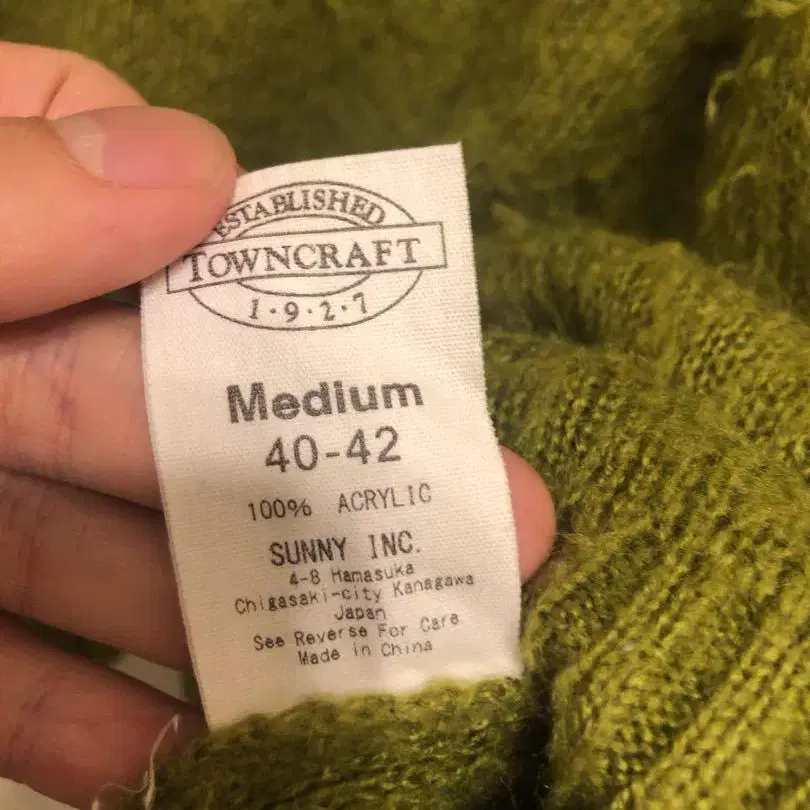 ESTABLISHED
TOWNCRAFT
1·9·2·7
Medium
40-42
100% ACRYLIC
SUNNY INC.
4-8 Hamasuka
Chigasaki-city Kanagawa
Japan
See Reverse For Care
Made in China